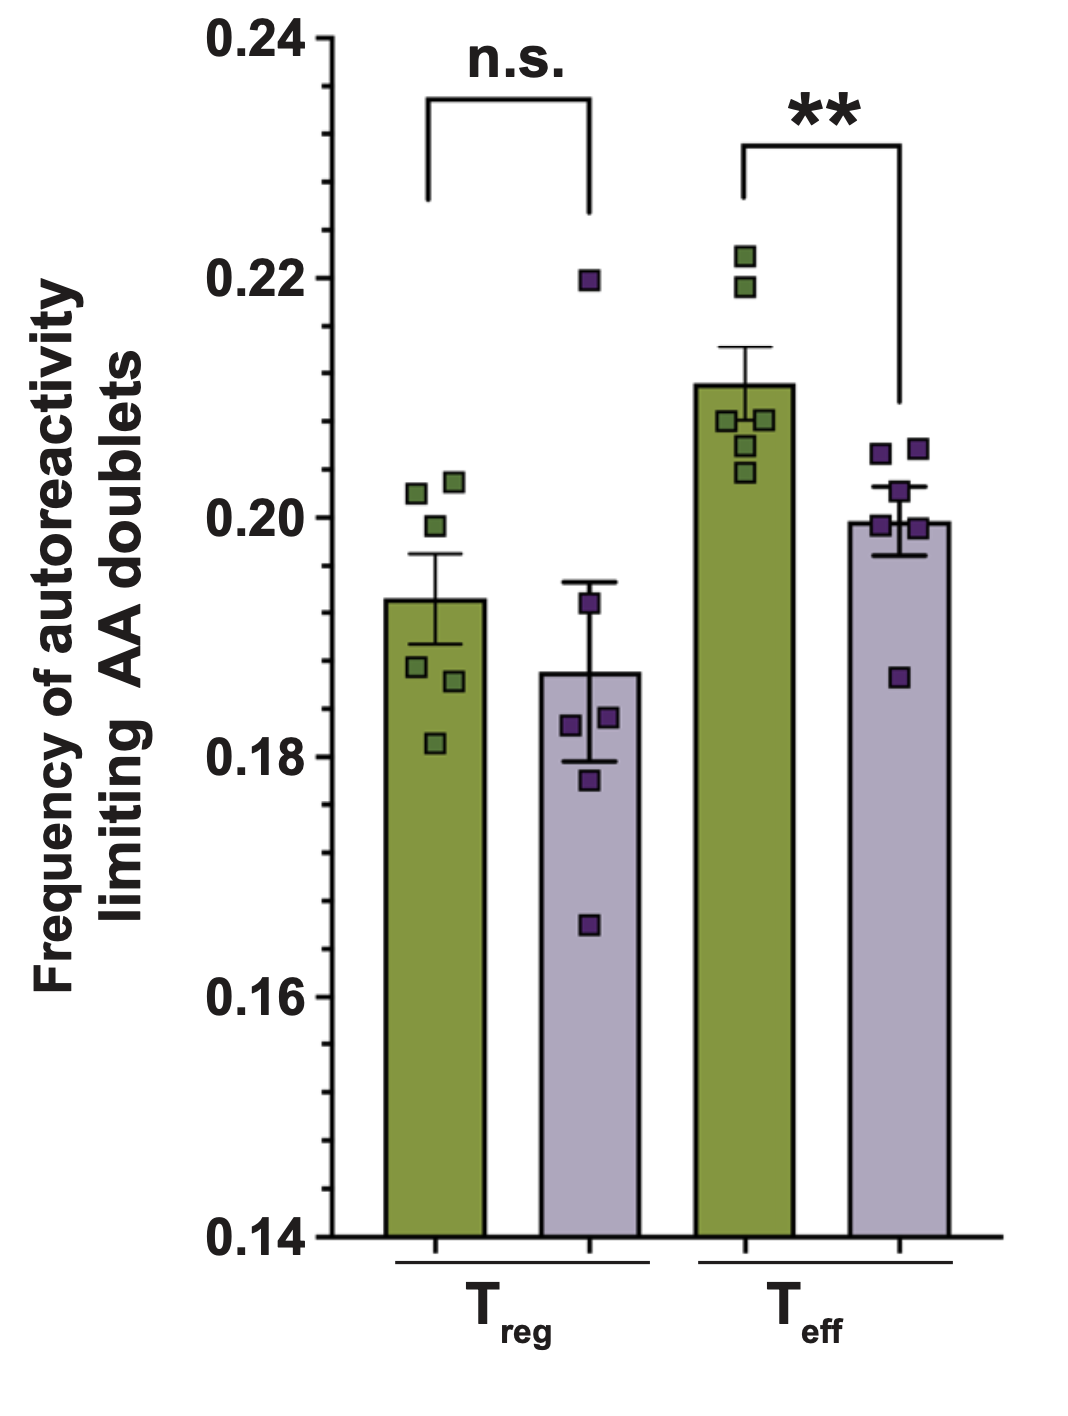 Frequency of autoreactivity
limiting AA doublets
0.24
0.22
0.20
0.18
0.16
0.14
n.s.
**
Treg
Teff